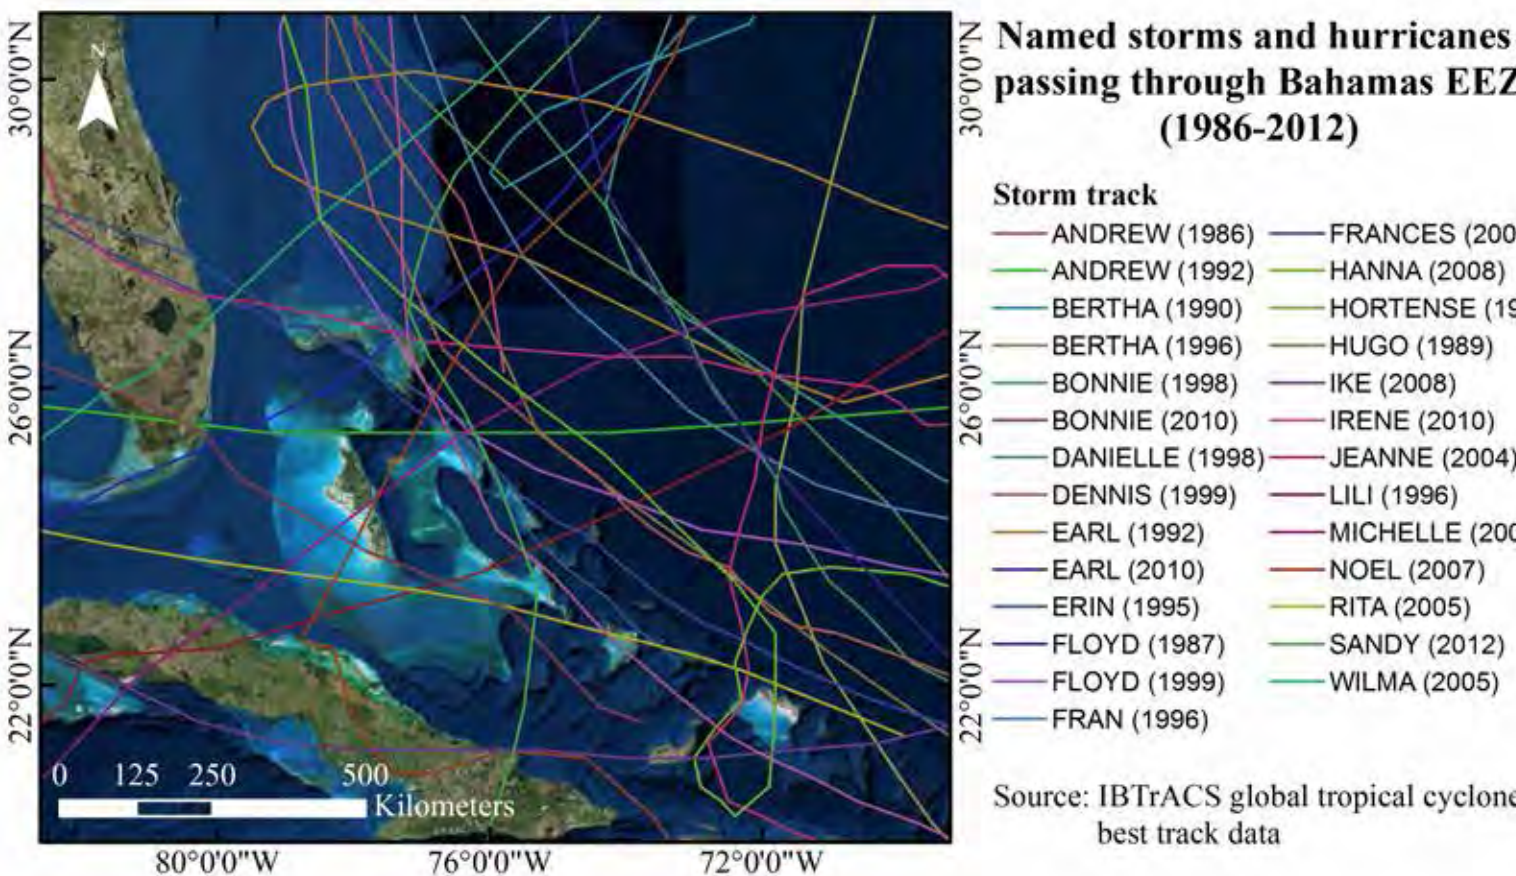 Named storms and hurricanes
passing through Bahamas EEZ
(1986-2012)
Storm track
ANDREW (1986)
ANDREW (1992)
BERTHA (1990)
BERTHA (1996)
BONNIE (1998)
BONNIE (2010)
DANIELLE (1998)
DENNIS (1999)
EARL (1992)
EARL (2010)
ERIN (1995)
FLOYD (1987)
FLOYD (1999)
FRAN (1996)
FRANCES (200
HANNA (2008)
HORTENSE (19
HUGO (1989)
IKE (2008)
IRENE (2010)
JEANNE (2004)
LILI (1996)
MICHELLE (200
NOEL (2007)
RITA (2005)
SANDY (2012)
WILMA (2005)
Source: IBTrACS global tropical cyclone
best track data
N
30°0'0"N
26°0'0"N
22°0'0"N
30°0'0"N
26°0'0"N
22°0'0"N
0 125 250 500
Kilometers
80°0'0"W 76°0'0"W 72°0'0"W